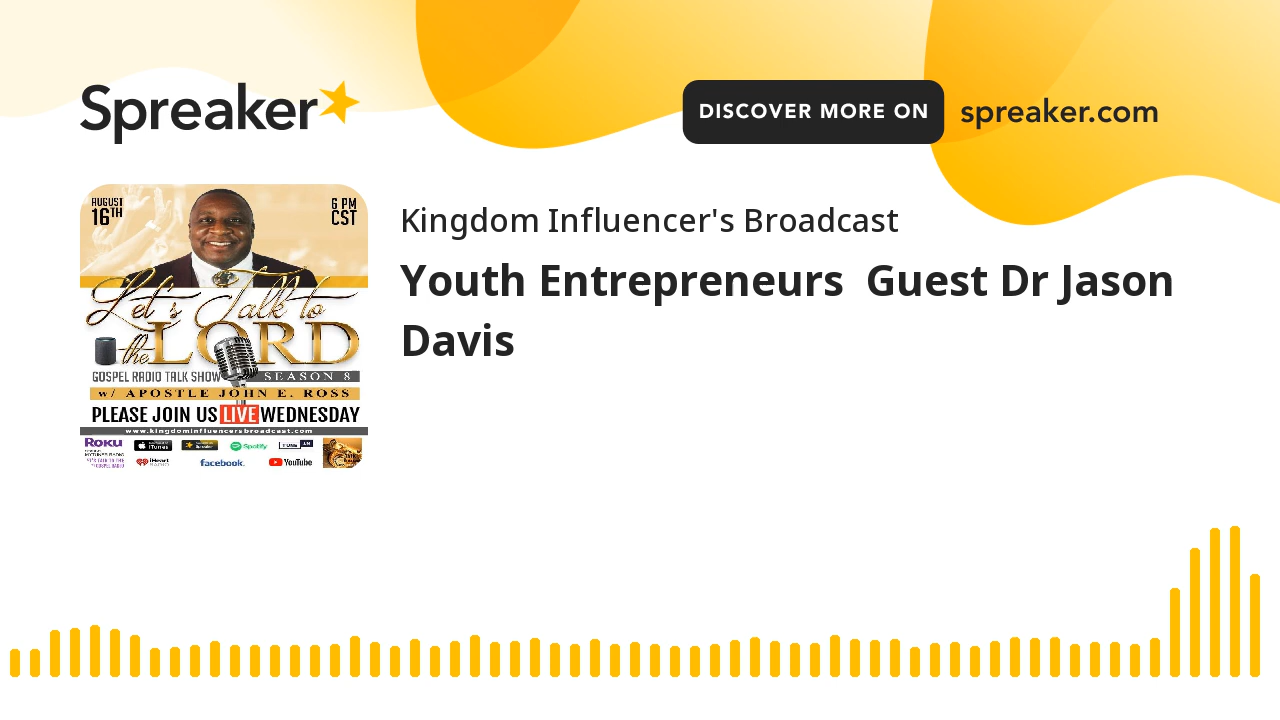 Spreaker
DISCOVER MORE ON spreaker.com
AUGUST
16TH
6 PM
CST
Kingdom Influencer's Broadcast
Youth Entrepreneurs  Guest Dr Jason
Davis
Let's Talk to
the LORD
GOSPEL RADIO TALK SHOW SEASON 8
w/ APOSTLE JOHN E. ROSS
PLEASE JOIN US LIVE WEDNESDAY
www.kingdominfluencersbroadcast.com
ROKU
iTunes
Spotify
iHeart
RADIO
facebook.
YouTube